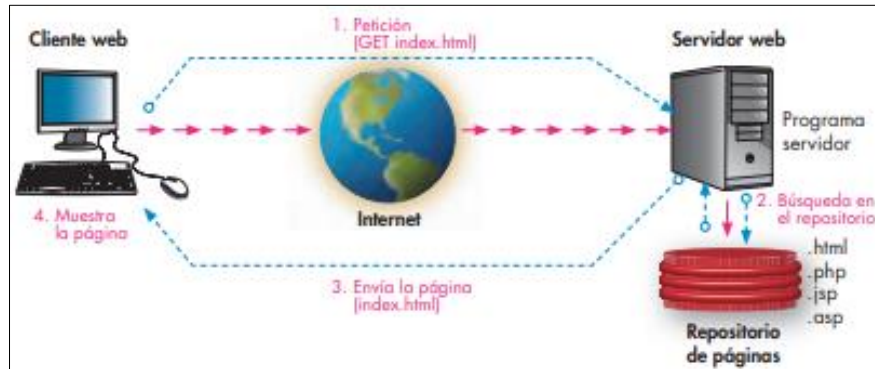 Cliente web
1. Petición
(GET index.html)
Servidor web
Programa
servidor
Internet
2. Búsqueda en
el repositorio
4. Muestra
la página
3. Envía la página
(index.html)
.html
.php
.jsp
.asp
Repositorio
de páginas